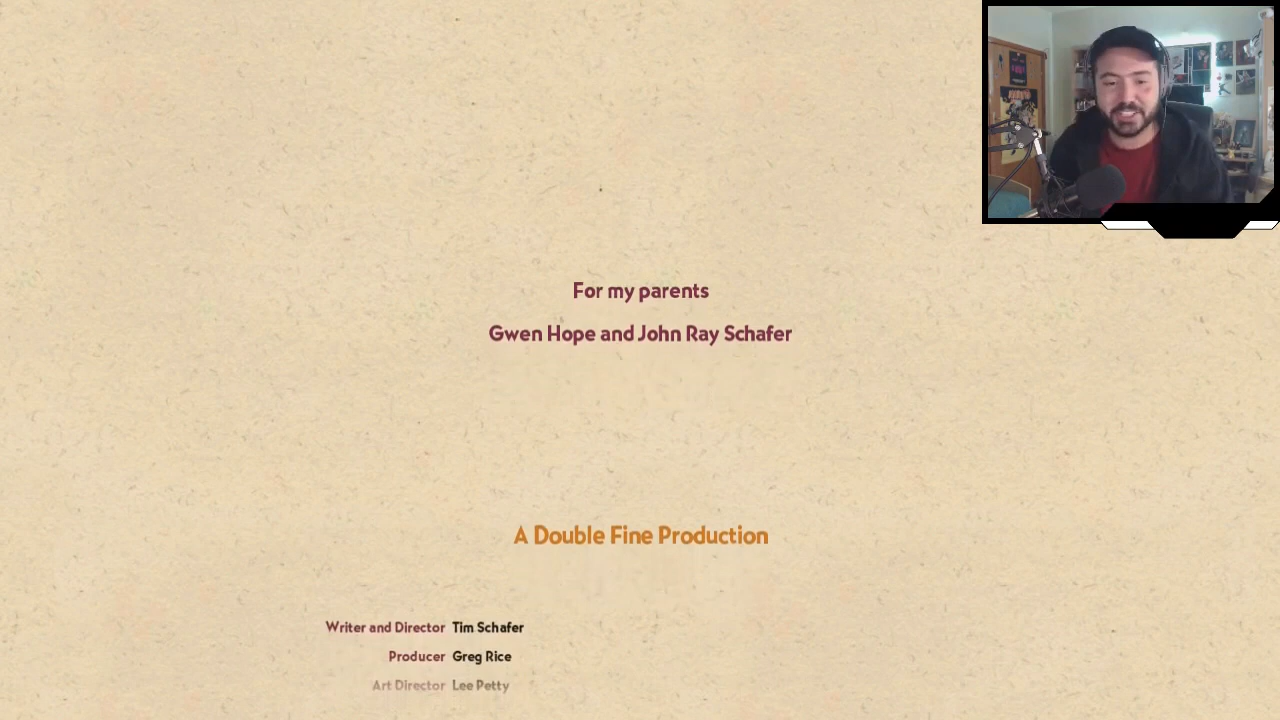 For my parents
Gwen Hope and John Ray Schafer
A Double Fine Production
Writer and Director Tim Schafer
Producer Greg Rice
Art Director Lee Petty